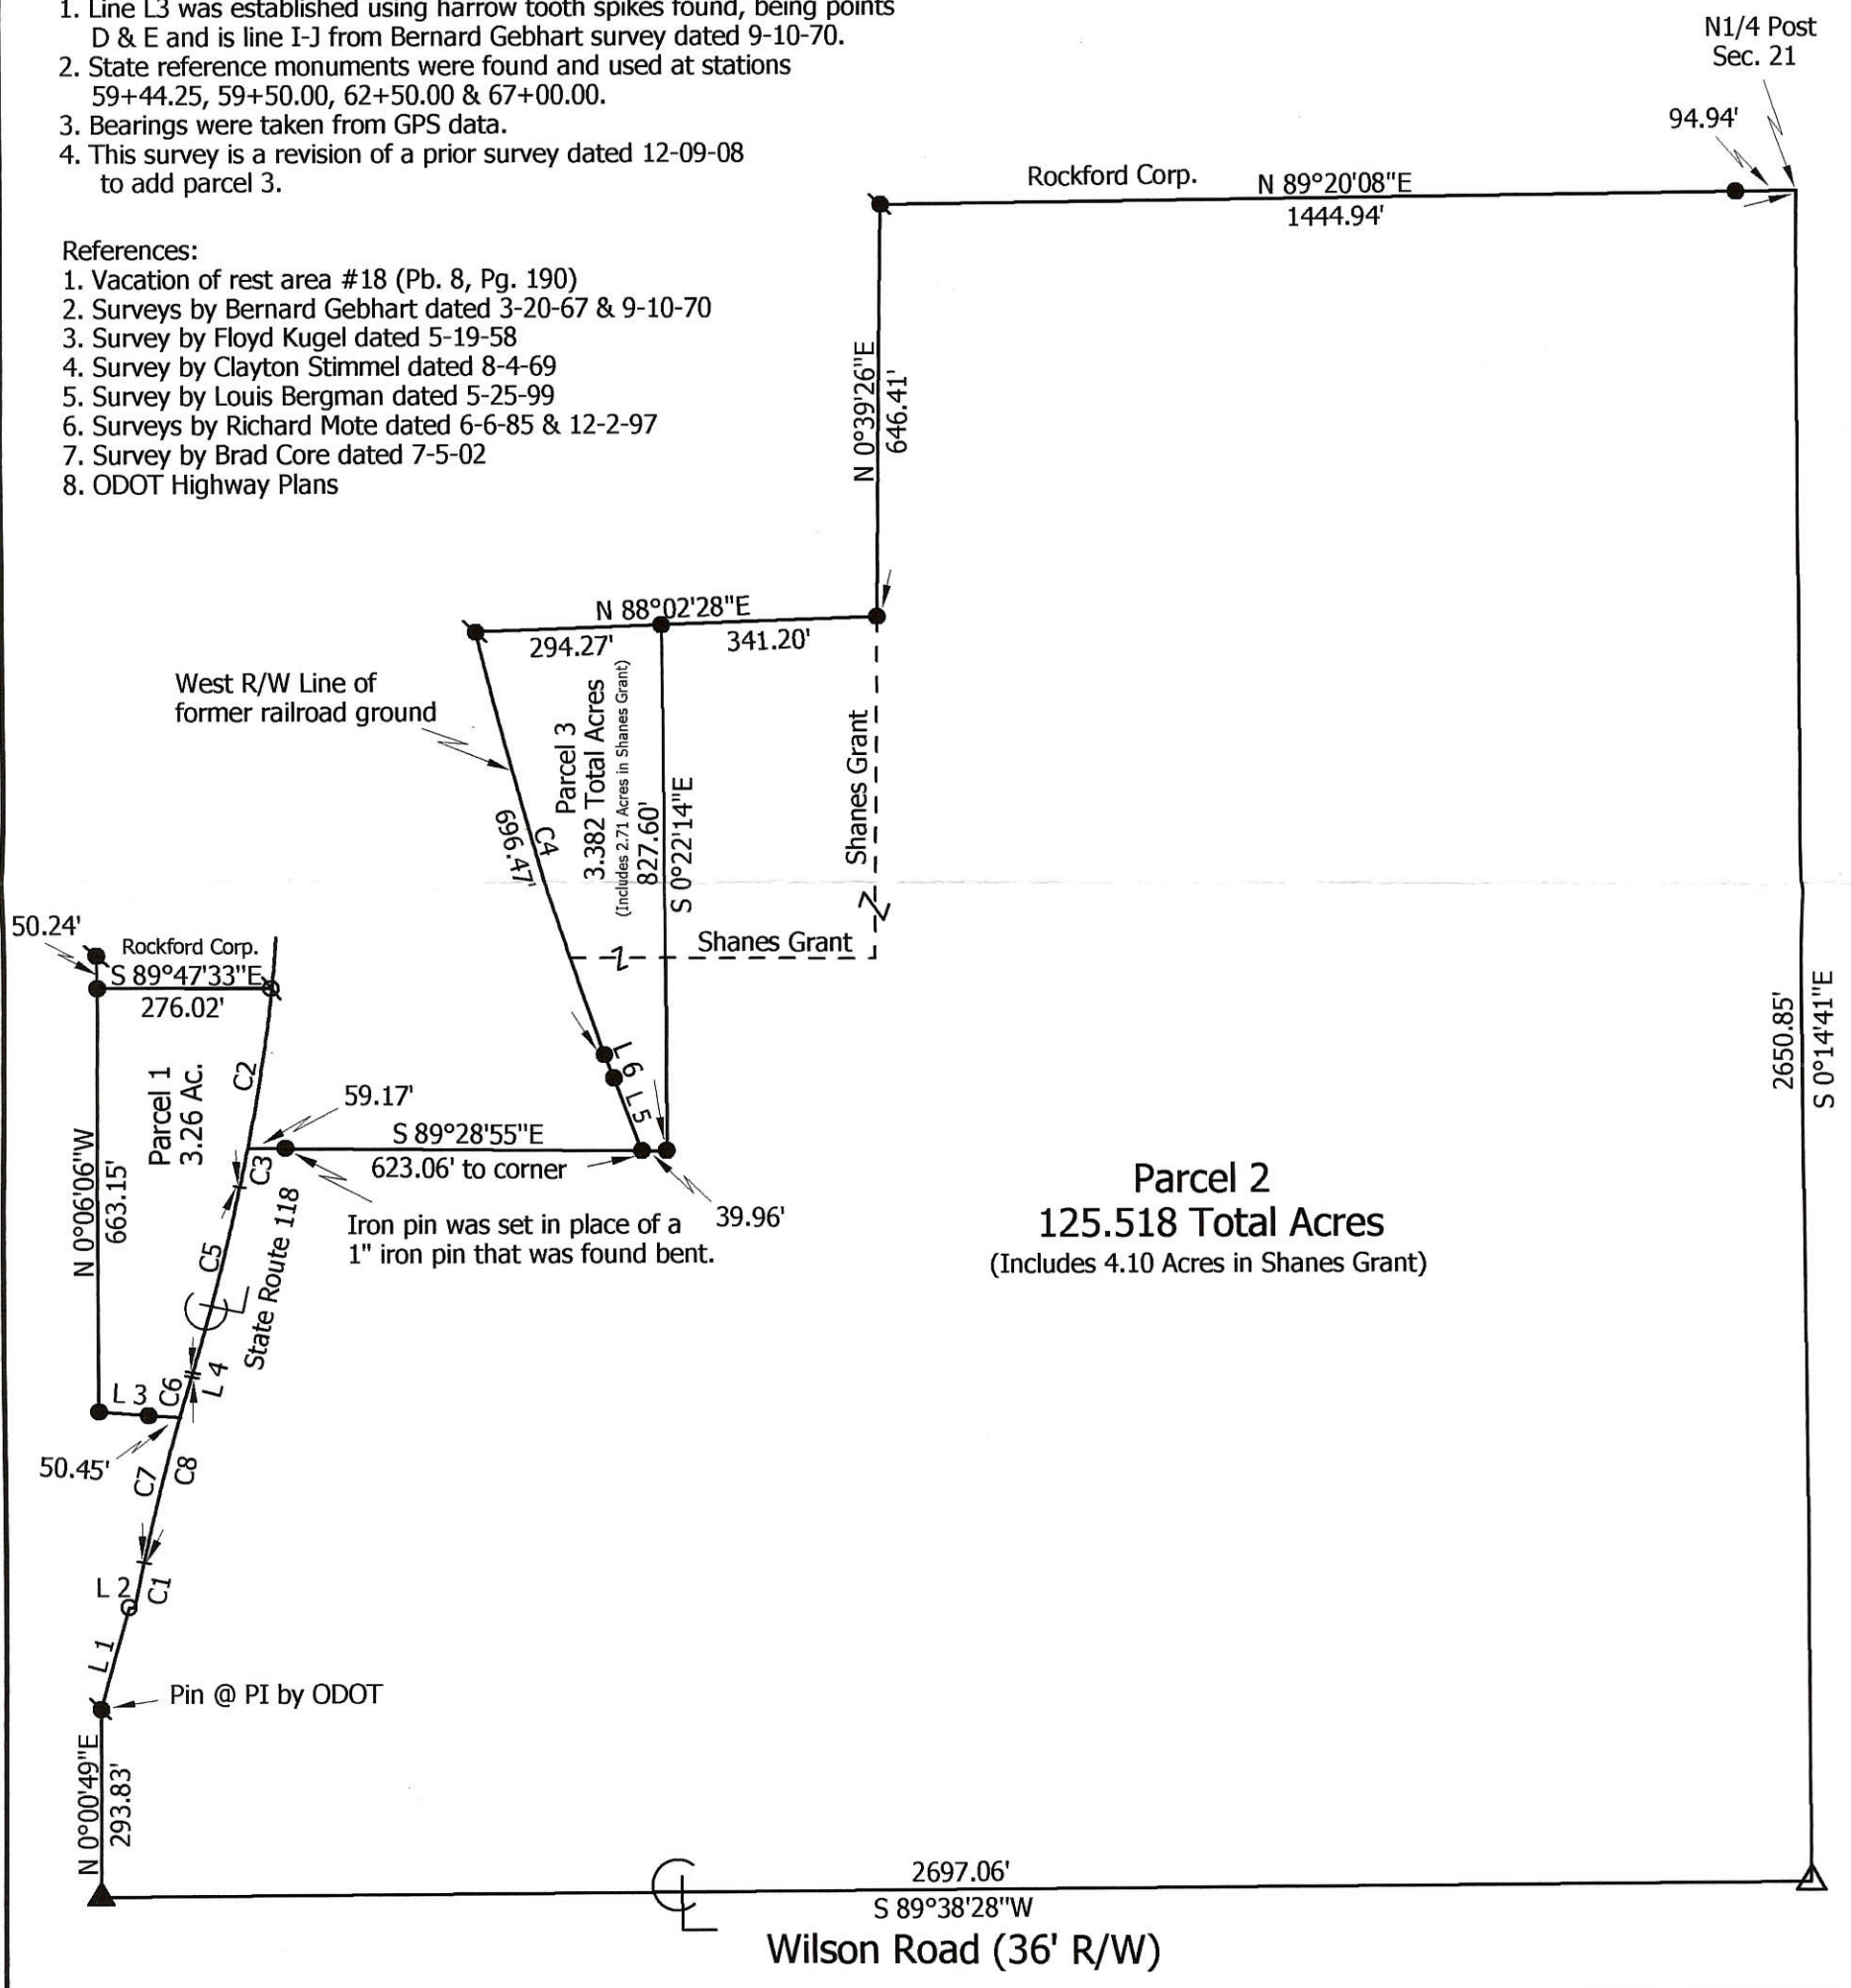 1. Line L3 was established using harrow tooth spikes found, being points
D & E and is line I-J from Bernard Gebhart survey dated 9-10-70.
2. State reference monuments were found and used at stations
59+44.25, 59+50.00, 62+50.00 & 67+00.00.
3. Bearings were taken from GPS data.
4. This survey is a revision of a prior survey dated 12-09-08
to add parcel 3.
References:
1. Vacation of rest area #18 (Pb. 8, Pg. 190)
2. Surveys by Bernard Gebhart dated 3-20-67 & 9-10-70
3. Survey by Floyd Kugel dated 5-19-58
4. Survey by Clayton Stimmel dated 8-4-69
5. Survey by Louis Bergman dated 5-25-99
6. Surveys by Richard Mote dated 6-6-85 & 12-2-97
7. Survey by Brad Core dated 7-5-02
8. ODOT Highway Plans
N1/4 Post
Sec. 21
94.94'
Rockford Corp.
N 89°20'08"E
1444.94'
N 0°39'26"E
646.41'
N 88°02'28"E
294.27'
341.20'
West R/W Line of
former railroad ground
696.47'
C4
Parcel 3
3.382 Total Acres
(Includes 2.71 Acres in Shanes Grant)
827.60'
S 0°22'14"E
Shanes Grant
Shanes Grant
50.24'
Rockford Corp.
S 89°47'33"E
276.02'
Parcel 1
3.26 Ac.
C2
N 0°06'06"W
663.15'
59.17'
S 89°28'55"E
623.06' to corner
L 6
L 5
39.96'
Iron pin was set in place of a
1" iron pin that was found bent.
C3
C5
State Route 118
CL
L 4
C6
L 3
50.45'
C7
C8
L 2
C1
L 1
Pin @ PI by ODOT
N 0°00'49"E
293.83'
Parcel 2
125.518 Total Acres
(Includes 4.10 Acres in Shanes Grant)
2650.85'
S 0°14'41"E
CL
2697.06'
S 89°38'28"W
Wilson Road (36' R/W)